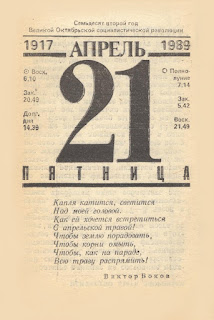 Семьдесят второй год
Великой Октябрьской социалистической революции
1917 АПРЕЛЬ 1989
Восх. 6,10
Зах. 20,49
Долг. дня 14,39
21
Полнолуние 7,14
Зах. 5,42
Восх. 21,49
ПЯТНИЦА
Капля катится, светится
Над моей головой.
Как ей хочется встретиться
С апрельской травой!
Чтобы землю порадовать,
Чтобы корни омыть,
Чтобы, как на параде,
Всю траву распрямить!
Виктор Боков